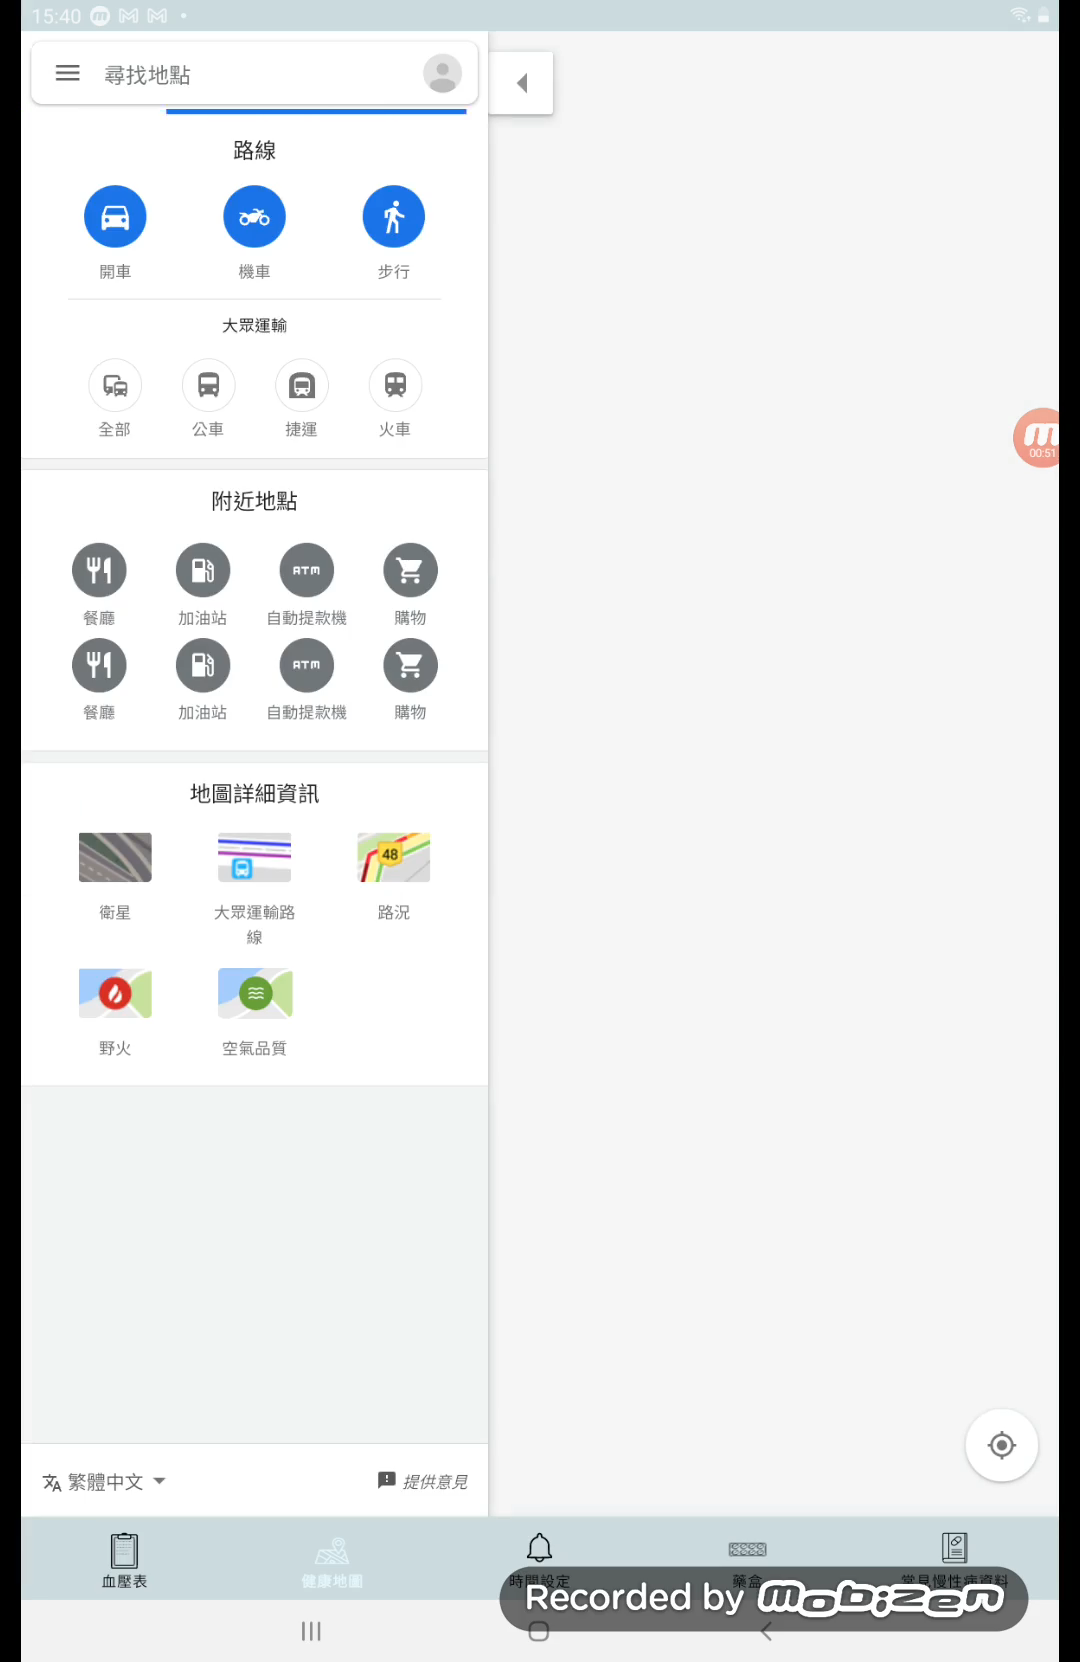 15:40
尋找地點
路線
開車
機車
步行
大眾運輸
全部
公車
捷運
火車
00:51
附近地點
餐廳
加油站
ATM
自動提款機
購物
餐廳
加油站
ATM
自動提款機
購物
地圖詳細資訊
48
衛星
大眾運輸路
線
路況
野火
空氣品質
繁體中文
提供意見
血壓表
健康地圖
時間設定
藥盒
常見慢性病資料
Recorded by mobizen